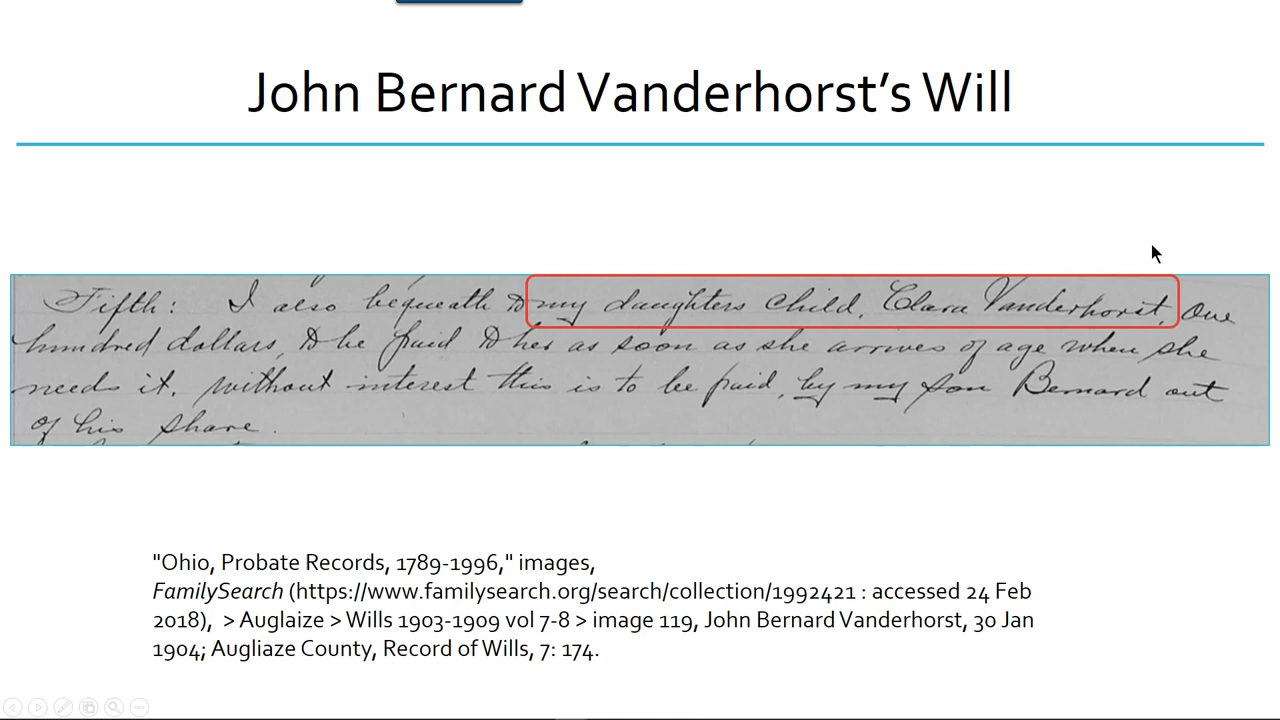 John Bernard Vanderhorst’s Will
Fifth: I also bequeath to my daughters child, Clara Vanderhorst, One
hundred dollars, to be paid to her as soon as she arrives of age when she
needs it, without interest this is to be paid, by my son Bernard out
of his share.
"Ohio, Probate Records, 1789-1996," images,
FamilySearch (https://www.familysearch.org/search/collection/1992421 : accessed 24 Feb
2018), > Auglaize > Wills 1903-1909 vol 7-8 > image 119, John Bernard Vanderhorst, 30 Jan
1904; Augliaze County, Record of Wills, 7: 174.